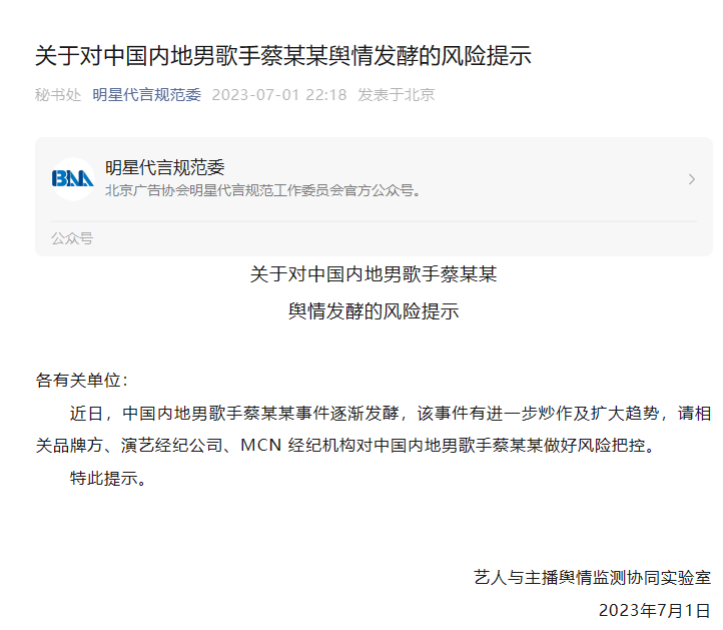 关于对中国内地男歌手蔡某某舆情发酵的风险提示
秘书处 明星代言规范委 2023-07-01 22:18 发表于北京
BNA
明星代言规范委
北京广告协会明星代言规范工作委员会官方公众号。
公众号
关于对中国内地男歌手蔡某某
舆情发酵的风险提示
各有关单位：
近日，中国内地男歌手蔡某某事件逐渐发酵，该事件有进一步炒作及扩大趋势，请相
关品牌方、演艺经纪公司、MCN 经纪机构对中国内地男歌手蔡某某做好风险把控。
特此提示。
艺人与主播舆情监测协同实验室
2023年7月1日